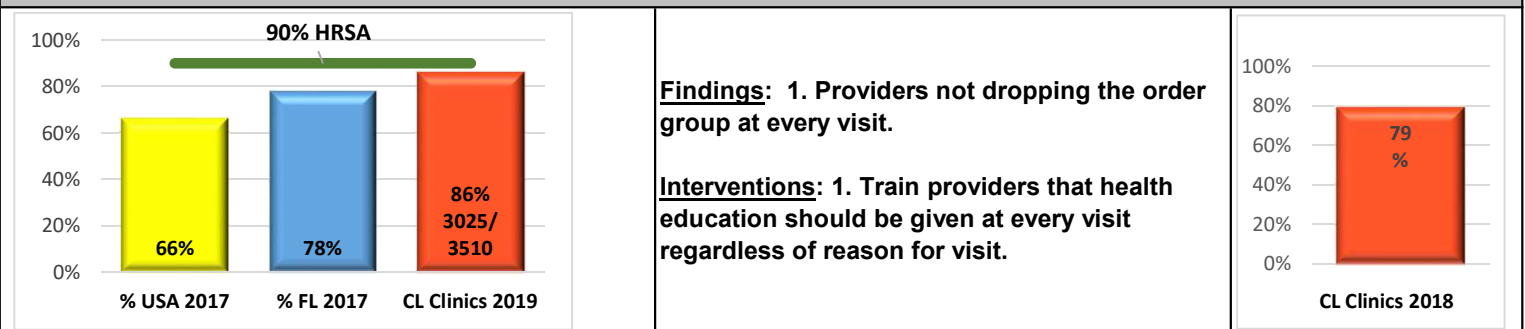 90% HRSA
100%
80%
60%
40%
20%
0%
66%
78%
86%
3025/
3510
% USA 2017
% FL 2017
CL Clinics 2019
Findings: 1. Providers not dropping the order
group at every visit.
Interventions: 1. Train providers that health
education should be given at every visit
regardless of reason for visit.
100%
80%
60%
40%
20%
0%
79
%
CL Clinics 2018